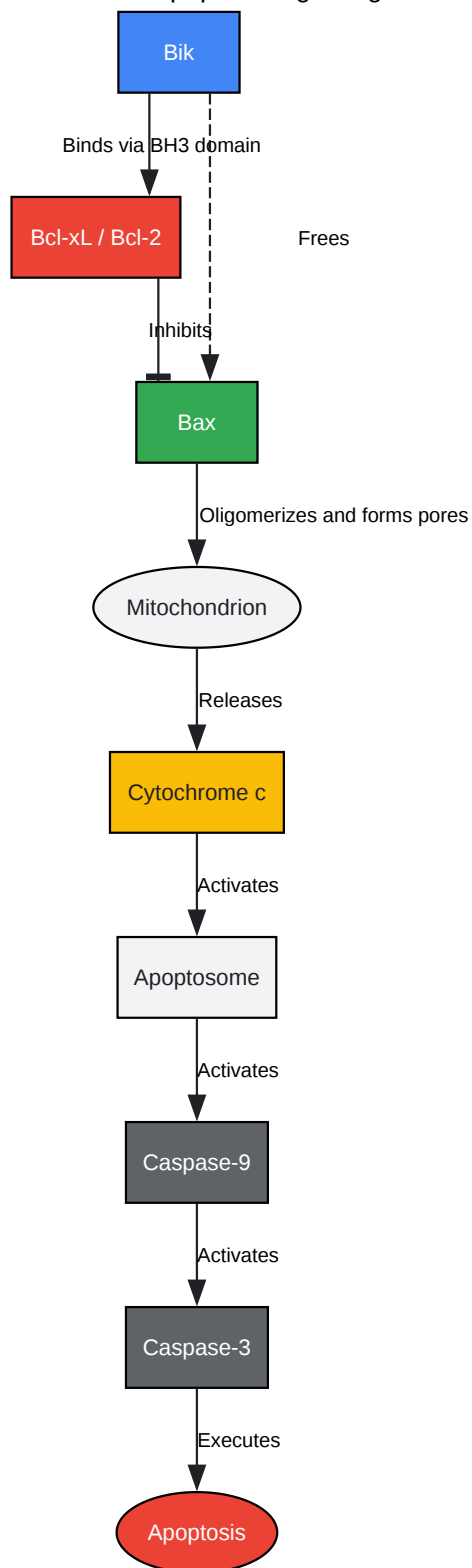 Bik
Binds via BH3 domain
Bcl-xL / Bcl-2
Frees
Inhibits
Bax
Oligomerizes and forms pores
Mitochondrion
Releases
Cytochrome c
Activates
Apoptosome
Activates
Caspase-9
Activates
Caspase-3
Executes
Apoptosis